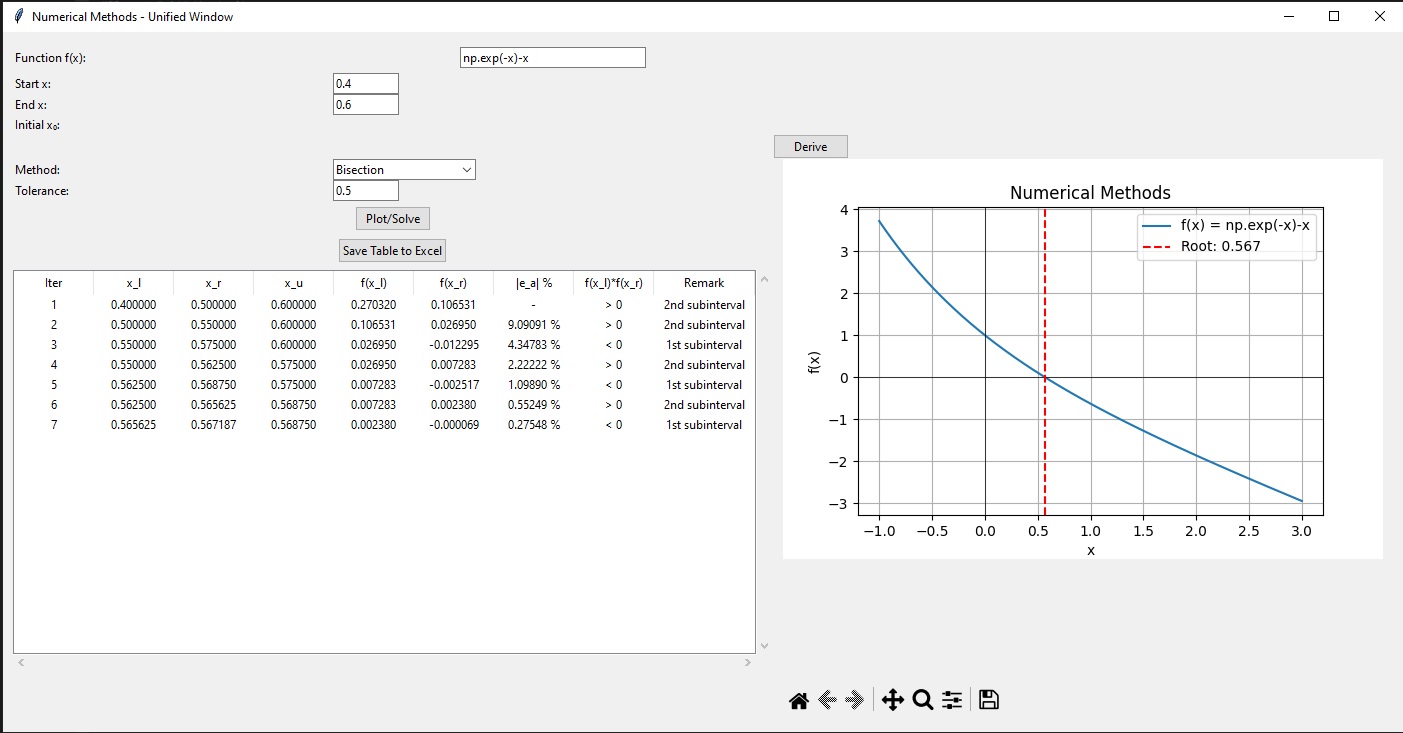 Numerical Methods - Unified Window
Function f(x): np.exp(-x)-x
Start x: 0.4
End x: 0.6
Initial x₀:
Method: Bisection
Tolerance: 0.5
Plot/Solve
Save Table to Excel
Iter x_l x_r x_u f(x_l) f(x_r) |e_a| % f(x_l)*f(x_r) Remark
1 0.400000 0.500000 0.600000 0.270320 0.106531 - > 0 2nd subinterval
2 0.500000 0.550000 0.600000 0.106531 0.026950 9.09091 % > 0 2nd subinterval
3 0.550000 0.575000 0.600000 0.026950 -0.012295 4.34783 % < 0 1st subinterval
4 0.550000 0.562500 0.575000 0.026950 0.007283 2.22222 % > 0 2nd subinterval
5 0.562500 0.568750 0.575000 0.007283 -0.002517 1.09890 % < 0 1st subinterval
6 0.562500 0.565625 0.568750 0.007283 0.002380 0.55249 % > 0 2nd subinterval
7 0.565625 0.567187 0.568750 0.002380 -0.000069 0.27548 % < 0 1st subinterval
Derive
Numerical Methods
f(x) = np.exp(-x)-x
Root: 0.567
4
3
2
1
0
−1
−2
−3
f(x)
−1.0 −0.5 0.0 0.5 1.0 1.5 2.0 2.5 3.0
x